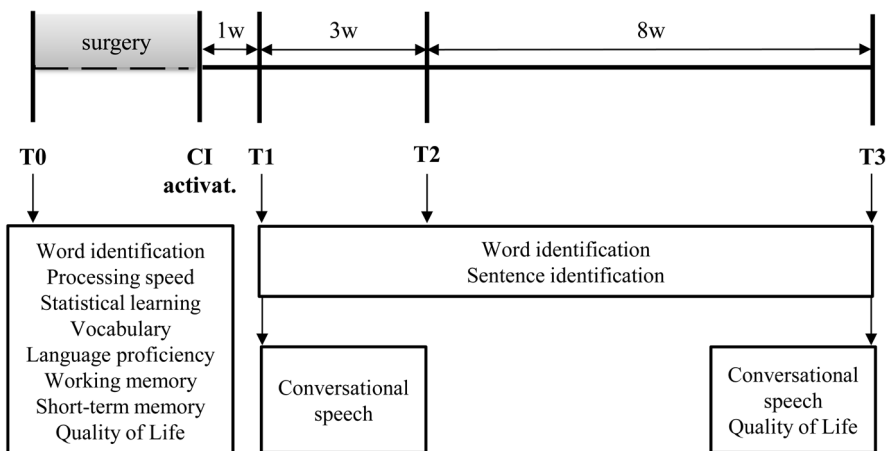 surgery
1w
3w
8w
T0
CI
activat.
T1
T2
T3
Word identification
Processing speed
Statistical learning
Vocabulary
Language proficiency
Working memory
Short-term memory
Quality of Life
Word identification
Sentence identification
Conversational
speech
Conversational
speech
Quality of Life